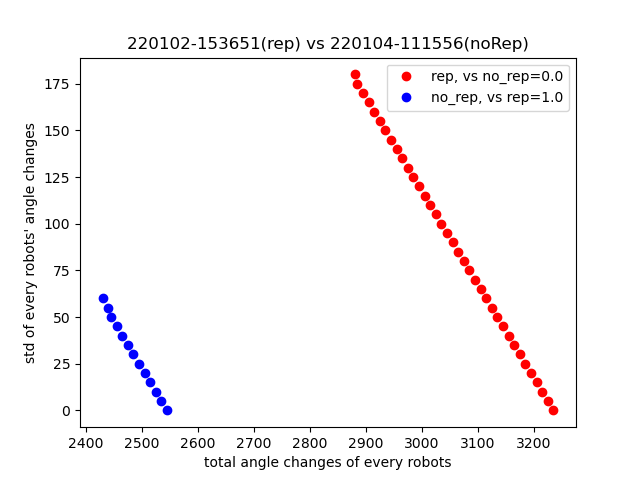 220102-153651(rep) vs 220104-111556(noRep)
rep, vs no_rep=0.0
no_rep, vs rep=1.0
std of every robots' angle changes
175
150
125
100
75
50
25
0
2400 2500 2600 2700 2800 2900 3000 3100 3200
total angle changes of every robots